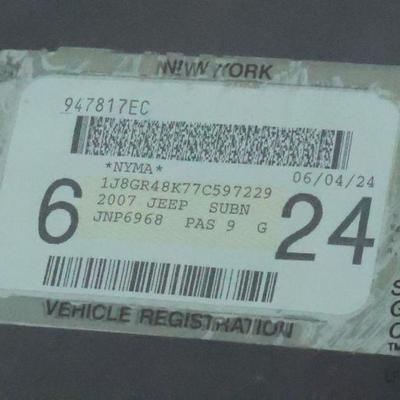 NEW YORK
947817EC
*NYMA* 06/04/24
1J8GR48K77C597229
2007 JEEP SUBN
JNP6968 PAS 9 G
6 24
VEHICLE REGISTRATION